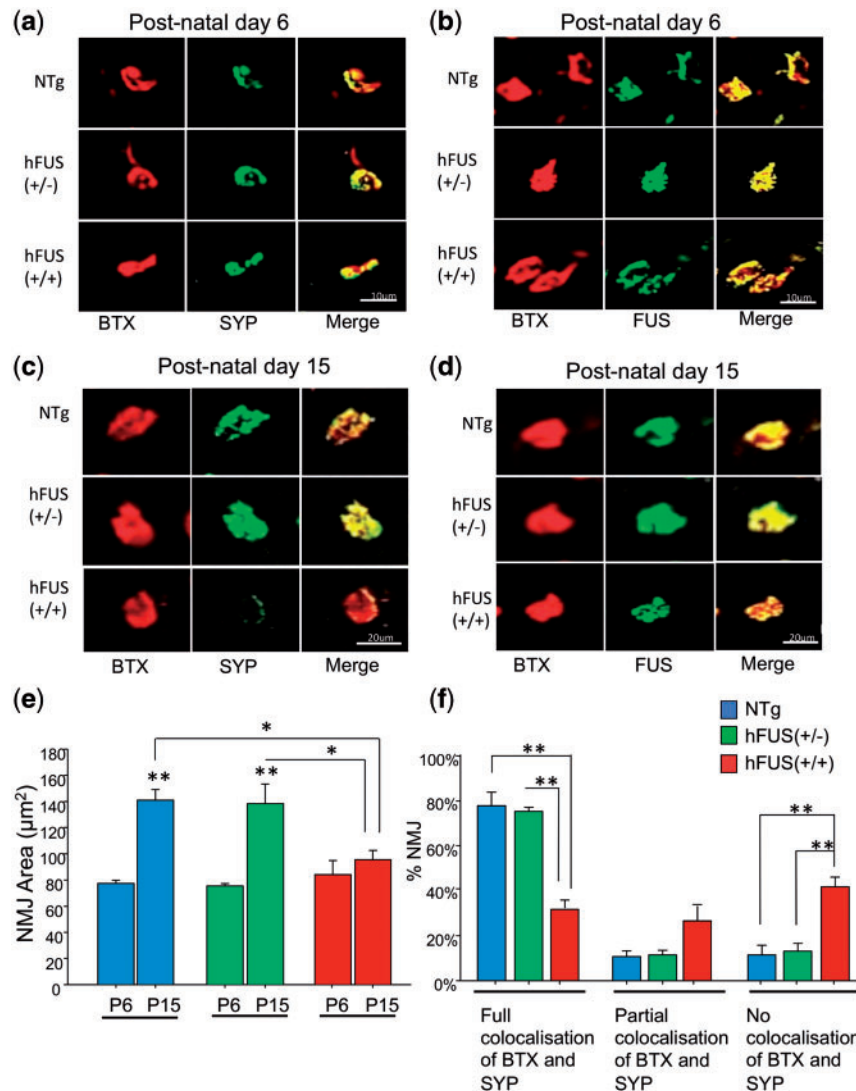 (a) Post-natal day 6
NTg
hFUS
(+/-)
hFUS
(+/+)
10um
BTX SYP Merge
(b) Post-natal day 6
NTg
hFUS
(+/-)
hFUS
(+/+)
10um
BTX FUS Merge
(c) Post-natal day 15
NTg
hFUS
(+/-)
hFUS
(+/+)
20um
BTX SYP Merge
(d) Post-natal day 15
NTg
hFUS
(+/-)
hFUS
(+/+)
20um
BTX FUS Merge
(e)
NMJ Area (µm²)
180
160
140
120
100
80
60
40
20
0
*
*
**
**
P6 P15 P6 P15 P6 P15
(f)
NTg
hFUS(+/-)
hFUS(+/+)
% NMJ
100%
80%
60%
40%
20%
0%
**
**
**
**
Full
colocalisation
of BTX and
SYP
Partial
colocalisation
of BTX and
SYP
No
colocalisation
of BTX and
SYP